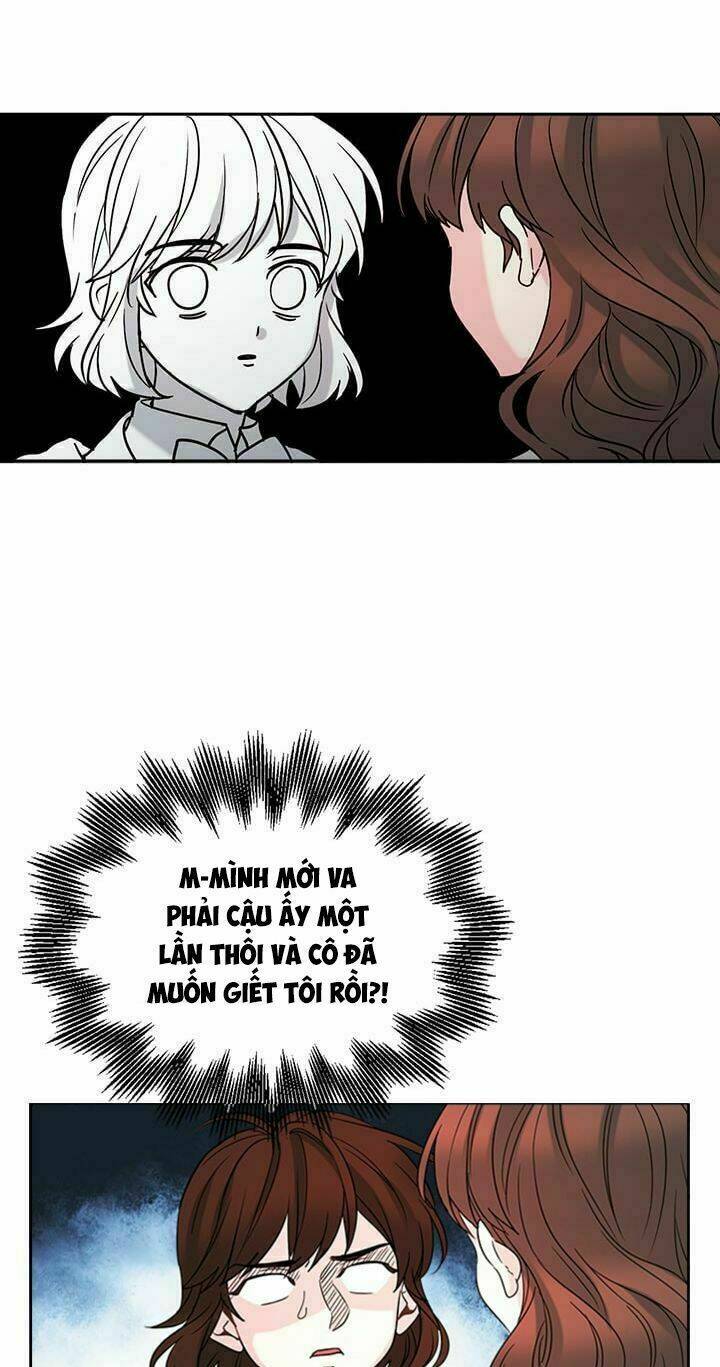 M-MÌNH MỚI VA
PHẢI CẬU ẤY MỘT
LẦN THÔI VÀ CÔ ĐÃ
MUỐN GIẾT TÔI RỒI?!